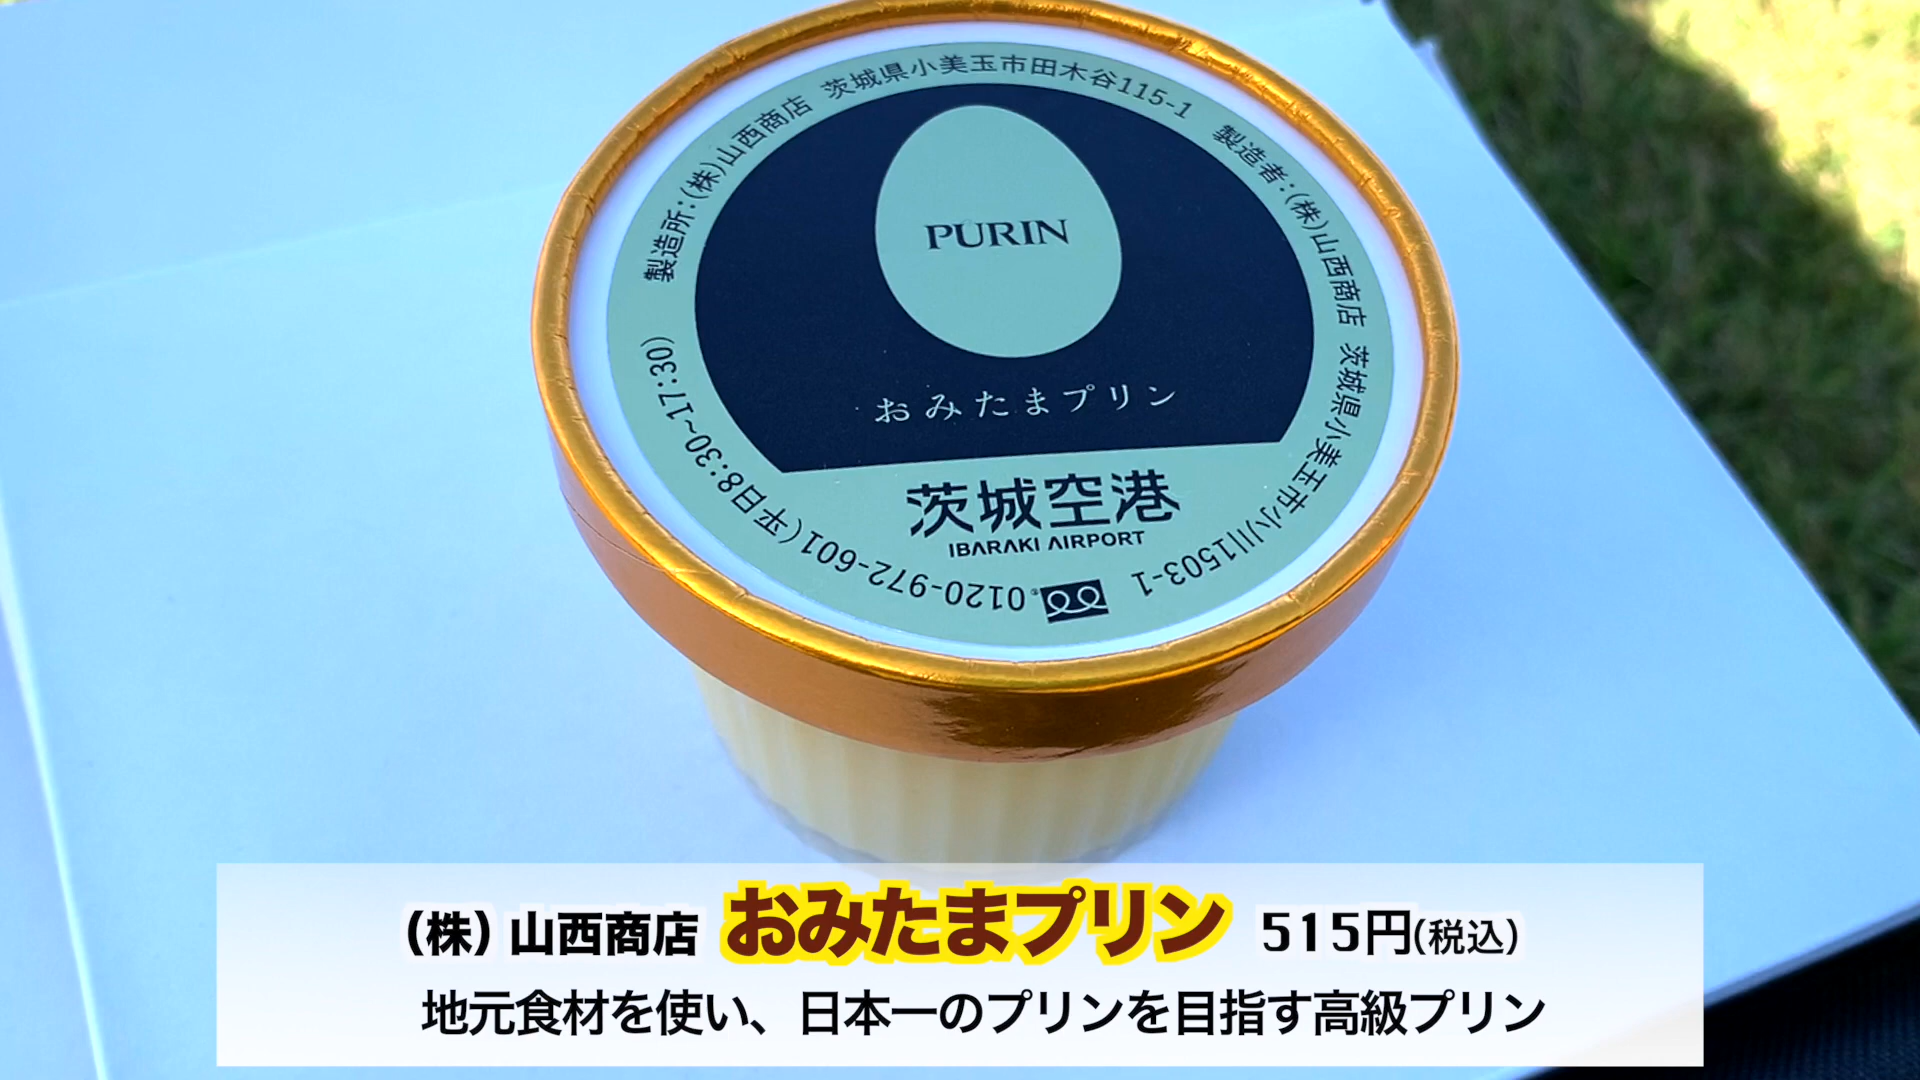 製造所：(株)山西商店 茨城県小美玉市田木谷115-1
製造者：(株)山西商店 茨城県小美玉市小川1503-1
0120-972-601（平日8:30~17:30）
PURIN
おみたまプリン
茨城空港
IBARAKI AIRPORT
（株）山西商店 おみたまプリン 515円(税込)
地元食材を使い、日本一のプリンを目指す高級プリン